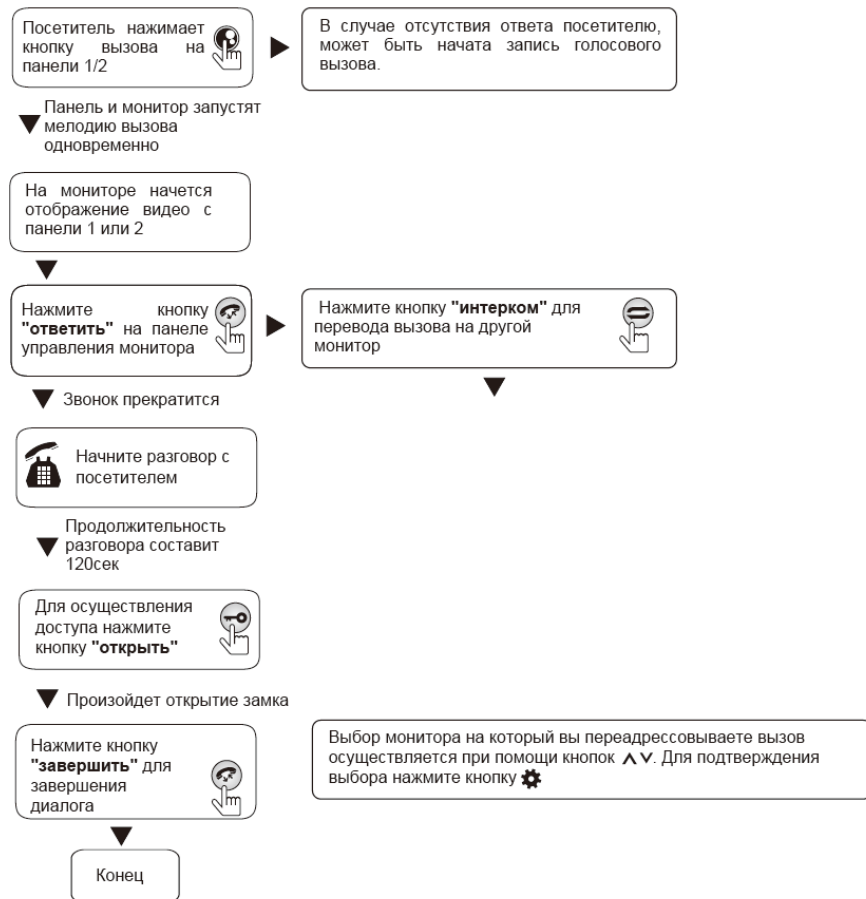 Посетитель нажимает
кнопку вызова на
панели 1/2
В случае отсутствия ответа посетителю,
может быть начата запись голосового
вызова.
Панель и монитор запустят
мелодию вызова
одновременно
На мониторе начется
отображение видео с
панели 1 или 2
Нажмите кнопку
"ответить" на панеле
управления монитора
Нажмите кнопку "интерком" для
перевода вызова на другой
монитор
Звонок прекратится
Начните разговор с
посетителем
Продолжительность
разговора составит
120сек
Для осуществления
доступа нажмите
кнопку "открыть"
Произойдет открытие замка
Нажмите кнопку
"завершить" для
завершения
диалога
Выбор монитора на который вы переадрессовываете вызов
осуществляется при помощи кнопок . Для подтверждения
выбора нажмите кнопку
Конец